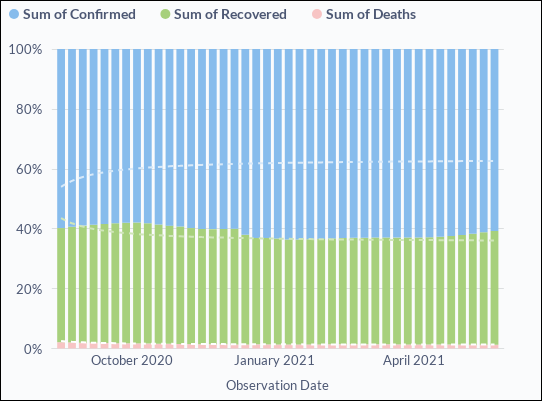 Sum of Confirmed Sum of Recovered Sum of Deaths
100%
80%
60%
40%
20%
0%
October 2020 January 2021 April 2021
Observation Date